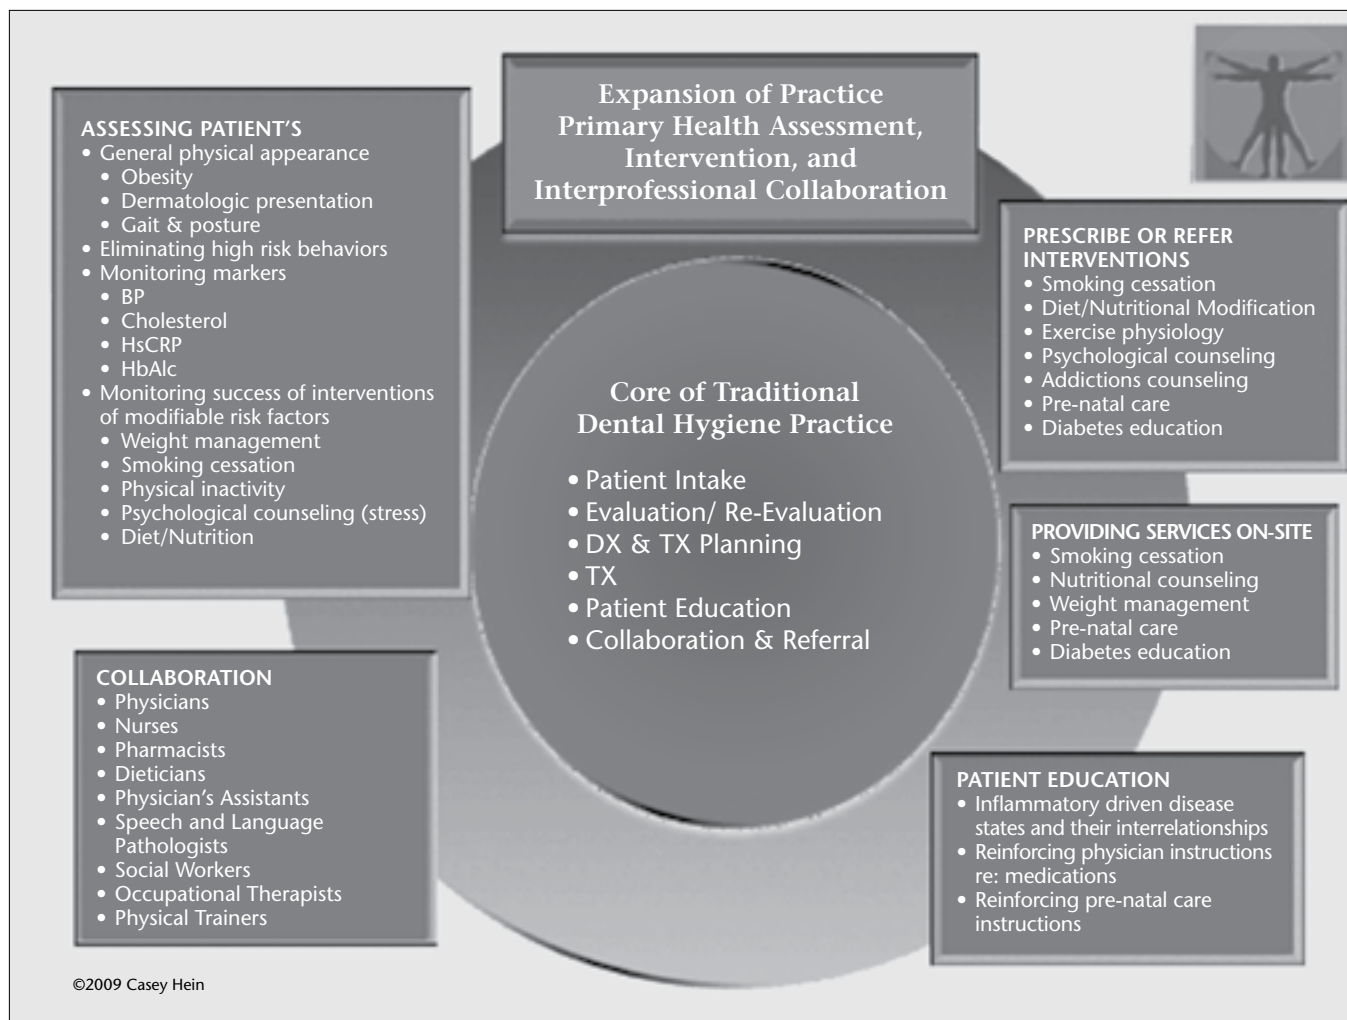 Expansion of Practice
Primary Health Assessment,
Intervention, and
Interprofessional Collaboration
ASSESSING PATIENT'S
• General physical appearance
• Obesity
• Dermatologic presentation
• Gait & posture
• Eliminating high risk behaviors
• Monitoring markers
• BP
• Cholesterol
• HsCRP
• HbAlc
• Monitoring success of interventions
of modifiable risk factors
• Weight management
• Smoking cessation
• Physical inactivity
• Psychological counseling (stress)
• Diet/Nutrition
Core of Traditional
Dental Hygiene Practice
• Patient Intake
• Evaluation/ Re-Evaluation
• DX & TX Planning
• TX
• Patient Education
• Collaboration & Referral
PRESCRIBE OR REFER
INTERVENTIONS
• Smoking cessation
• Diet/Nutritional Modification
• Exercise physiology
• Psychological counseling
• Addictions counseling
• Pre-natal care
• Diabetes education
PROVIDING SERVICES ON-SITE
• Smoking cessation
• Nutritional counseling
• Weight management
• Pre-natal care
• Diabetes education
COLLABORATION
• Physicians
• Nurses
• Pharmacists
• Dieticians
• Physician's Assistants
• Speech and Language
Pathologists
• Social Workers
• Occupational Therapists
• Physical Trainers
PATIENT EDUCATION
• Inflammatory driven disease
states and their interrelationships
• Reinforcing physician instructions
re: medications
• Reinforcing pre-natal care
instructions
©2009 Casey Hein